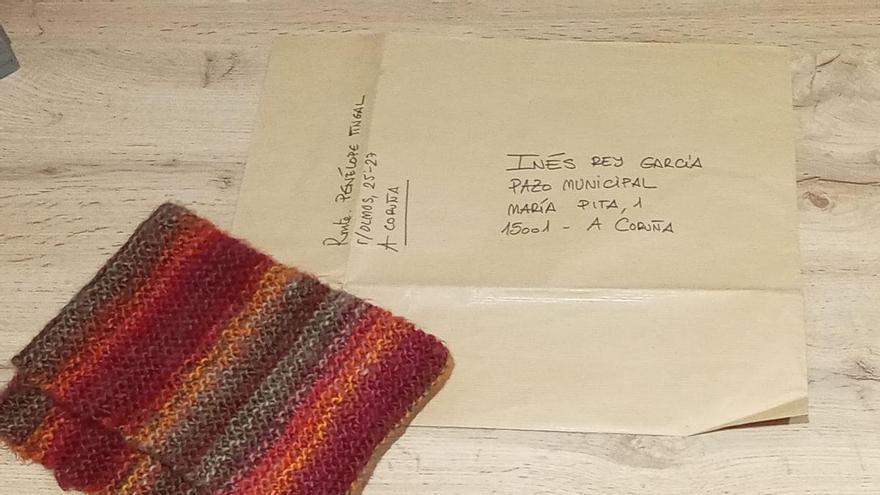 Rmte. PENÉLOPE TINGAL
r/OLMOS, 25-27
A CORUÑA
INÉS REY GARCÍA
PAZO MUNICIPAL
MARÍA PITA, 1
15001 - A CORUÑA